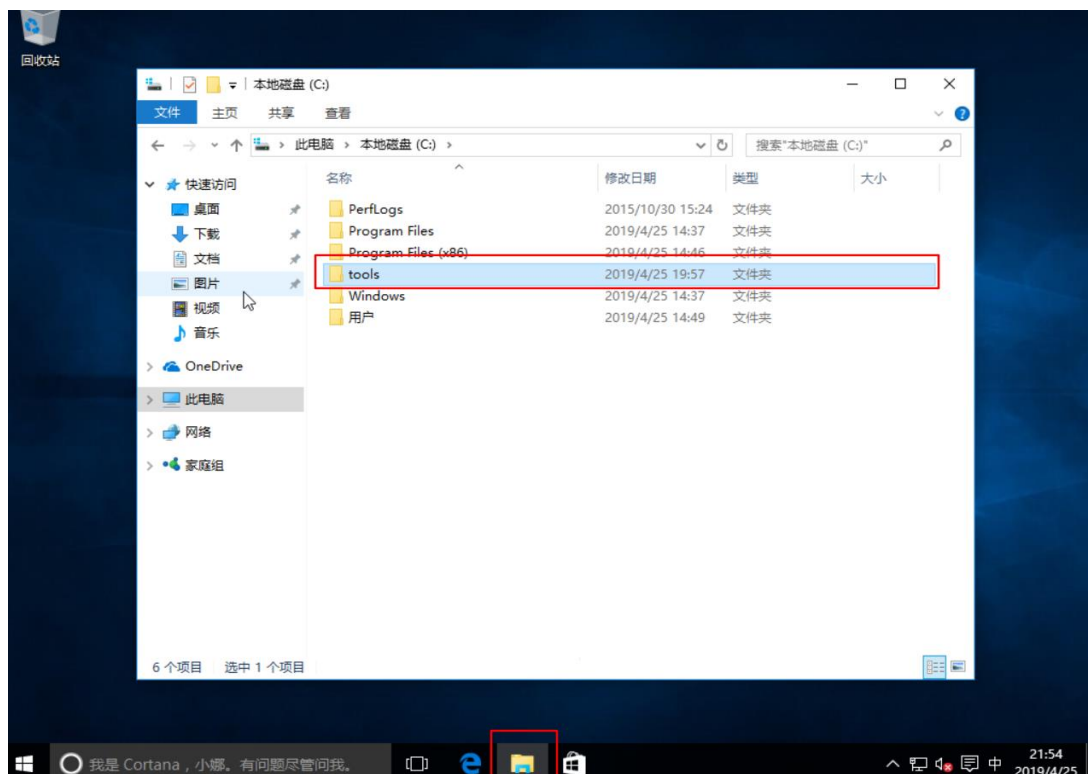 回收站
本地磁盘 (C:)
文件 主页 共享 查看
此电脑 › 本地磁盘 (C:) ›
搜索"本地磁盘 (C:)"
名称 修改日期 类型 大小
快速访问
桌面
下载
文档
图片
视频
音乐
OneDrive
此电脑
网络
家庭组
PerfLogs 2015/10/30 15:24 文件夹
Program Files 2019/4/25 14:37 文件夹
Program Files (x86) 2019/4/25 14:46 文件夹
tools 2019/4/25 19:57 文件夹
Windows 2019/4/25 14:37 文件夹
用户 2019/4/25 14:49 文件夹
6 个项目 选中 1 个项目
我是 Cortana，小娜。有问题尽管问我。
中
21:54
2019/4/25